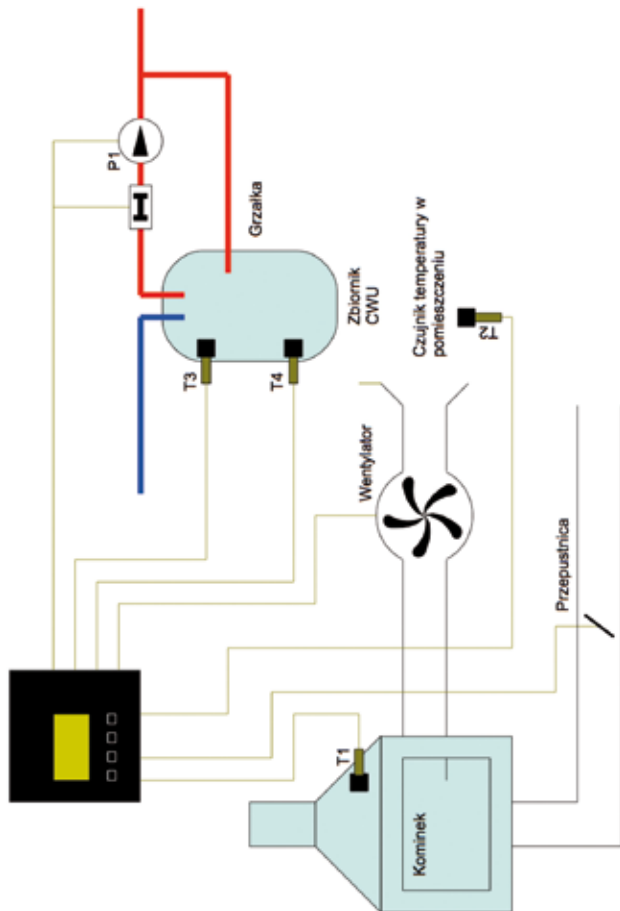 P1
T3
Grzałka
T4
T1
Zbiornik
CWU
Wentylator
Kominek
Czujnik temperatury w
pomieszczeniu
T2
Przepustnica